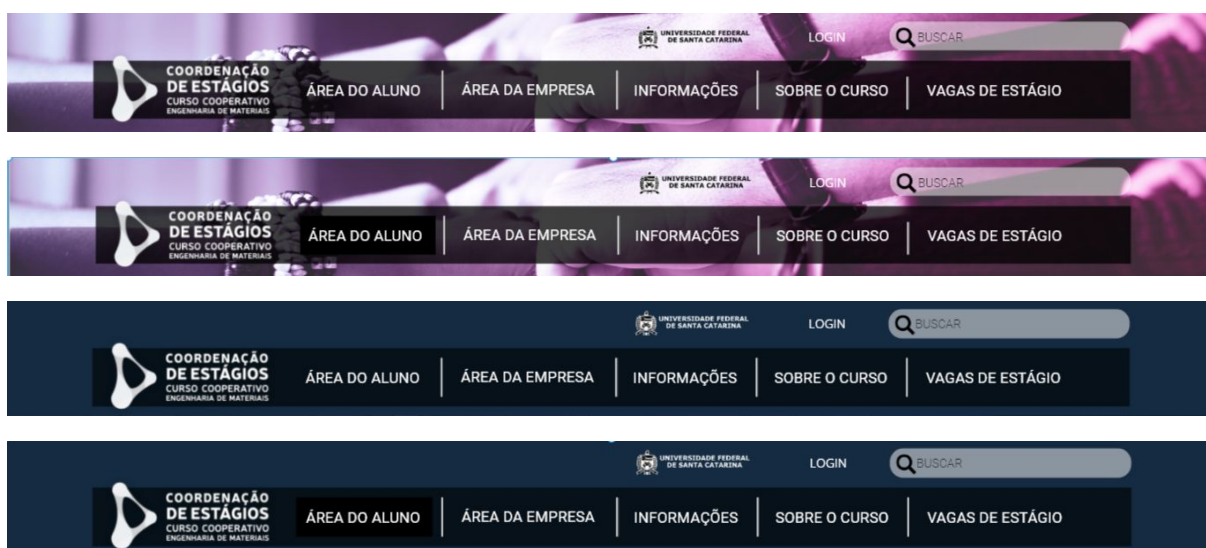 UNIVERSIDADE FEDERAL
DE SANTA CATARINA
LOGIN
BUSCAR
COORDENAÇÃO
DE ESTÁGIOS
CURSO COOPERATIVO
ENGENHARIA DE MATERIAIS
ÁREA DO ALUNO
ÁREA DA EMPRESA
INFORMAÇÕES
SOBRE O CURSO
VAGAS DE ESTÁGIO
UNIVERSIDADE FEDERAL
DE SANTA CATARINA
LOGIN
BUSCAR
COORDENAÇÃO
DE ESTÁGIOS
CURSO COOPERATIVO
ENGENHARIA DE MATERIAIS
ÁREA DO ALUNO
ÁREA DA EMPRESA
INFORMAÇÕES
SOBRE O CURSO
VAGAS DE ESTÁGIO
UNIVERSIDADE FEDERAL
DE SANTA CATARINA
LOGIN
BUSCAR
COORDENAÇÃO
DE ESTÁGIOS
CURSO COOPERATIVO
ENGENHARIA DE MATERIAIS
ÁREA DO ALUNO
ÁREA DA EMPRESA
INFORMAÇÕES
SOBRE O CURSO
VAGAS DE ESTÁGIO
UNIVERSIDADE FEDERAL
DE SANTA CATARINA
LOGIN
BUSCAR
COORDENAÇÃO
DE ESTÁGIOS
CURSO COOPERATIVO
ENGENHARIA DE MATERIAIS
ÁREA DO ALUNO
ÁREA DA EMPRESA
INFORMAÇÕES
SOBRE O CURSO
VAGAS DE ESTÁGIO